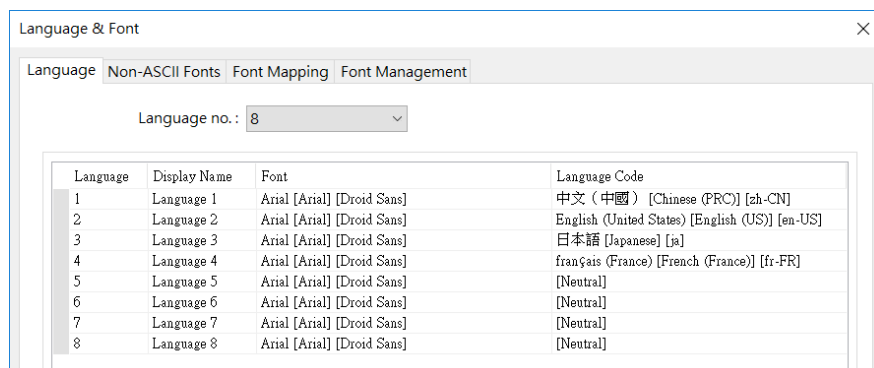 Language & Font
Language Non-ASCII Fonts Font Mapping Font Management
Language no. : 8
Language Display Name Font Language Code
1 Language 1 Arial [Arial] [Droid Sans] 中文（中國） [Chinese (PRC)] [zh-CN]
2 Language 2 Arial [Arial] [Droid Sans] English (United States) [English (US)] [en-US]
3 Language 3 Arial [Arial] [Droid Sans] 日本語 [Japanese] [ja]
4 Language 4 Arial [Arial] [Droid Sans] français (France) [French (France)] [fr-FR]
5 Language 5 Arial [Arial] [Droid Sans] [Neutral]
6 Language 6 Arial [Arial] [Droid Sans] [Neutral]
7 Language 7 Arial [Arial] [Droid Sans] [Neutral]
8 Language 8 Arial [Arial] [Droid Sans] [Neutral]